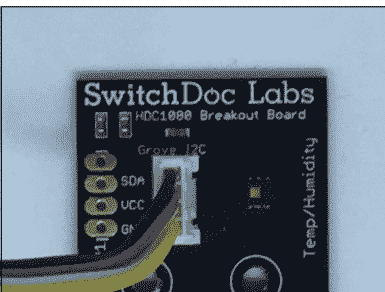 SwitchDoc Labs
HDC1080 Breakout Board
Grove I2C
SDA
VCC
Temp/Humidity